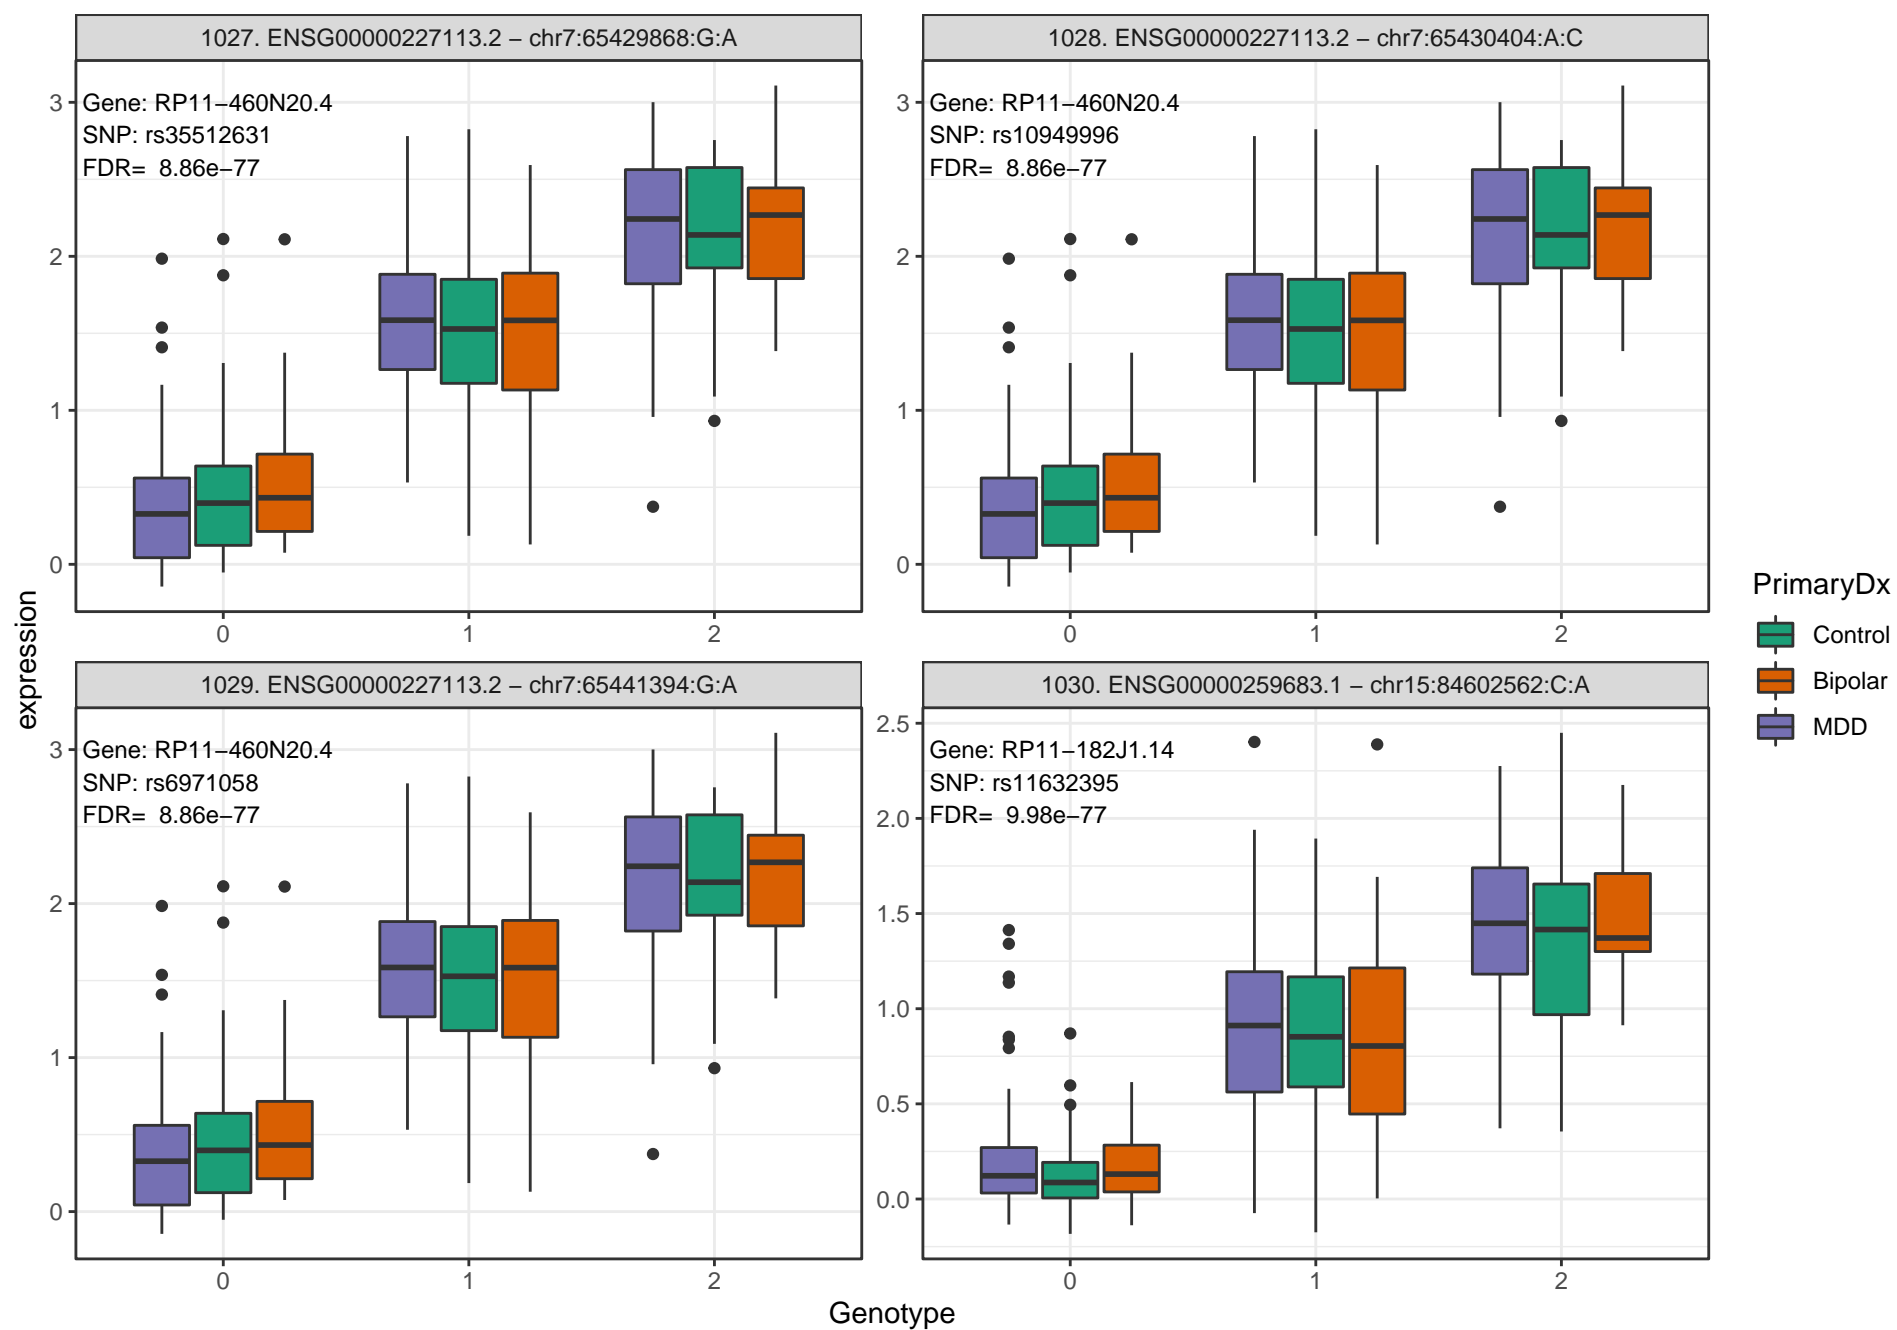 1027. ENSG00000227113.2 − chr7:65429868:G:A
Gene: RP11−460N20.4
SNP: rs35512631
FDR= 8.86e−77
3
2
1
0
0 1 2
1028. ENSG00000227113.2 − chr7:65430404:A:C
Gene: RP11−460N20.4
SNP: rs10949996
FDR= 8.86e−77
3
2
1
0
0 1 2
1029. ENSG00000227113.2 − chr7:65441394:G:A
Gene: RP11−460N20.4
SNP: rs6971058
FDR= 8.86e−77
3
2
1
0
0 1 2
1030. ENSG00000259683.1 − chr15:84602562:C:A
Gene: RP11−182J1.14
SNP: rs11632395
FDR= 9.98e−77
2.5
2.0
1.5
1.0
0.5
0.0
0 1 2
expression
Genotype
PrimaryDx
Control
Bipolar
MDD